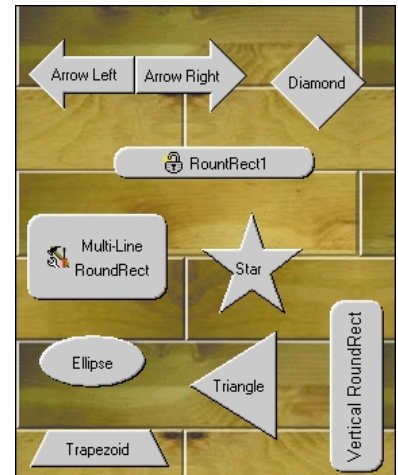 Arrow Left
Arrow Right
Diamond
RountRect1
Multi-Line
RoundRect
Star
Ellipse
Triangle
Vertical RoundRect
Trapezoid